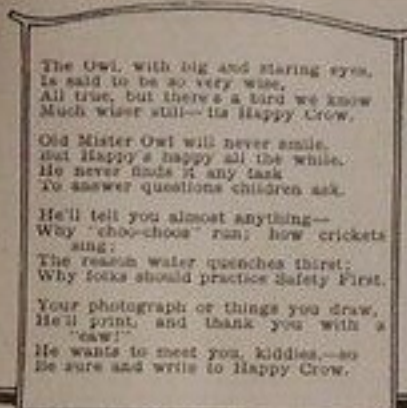 The Owl, with big and staring eyes,
Is said to be so very wise,
All true, but there's a bird we know
Much wiser still—its Happy Crow.
Old Mister Owl will never smile.
But Happy's happy all the while.
He never finds it any task
To answer questions children ask.
He'll tell you almost anything—
Why "choo-choos" run; how crickets
sing;
The reason water quenches thirst;
Why folks should practice Safety First.
Your photograph or things you draw,
He'll print, and thank you with a
"caw!"
He wants to meet you, kiddies,—so
Be sure and write to Happy Crow.